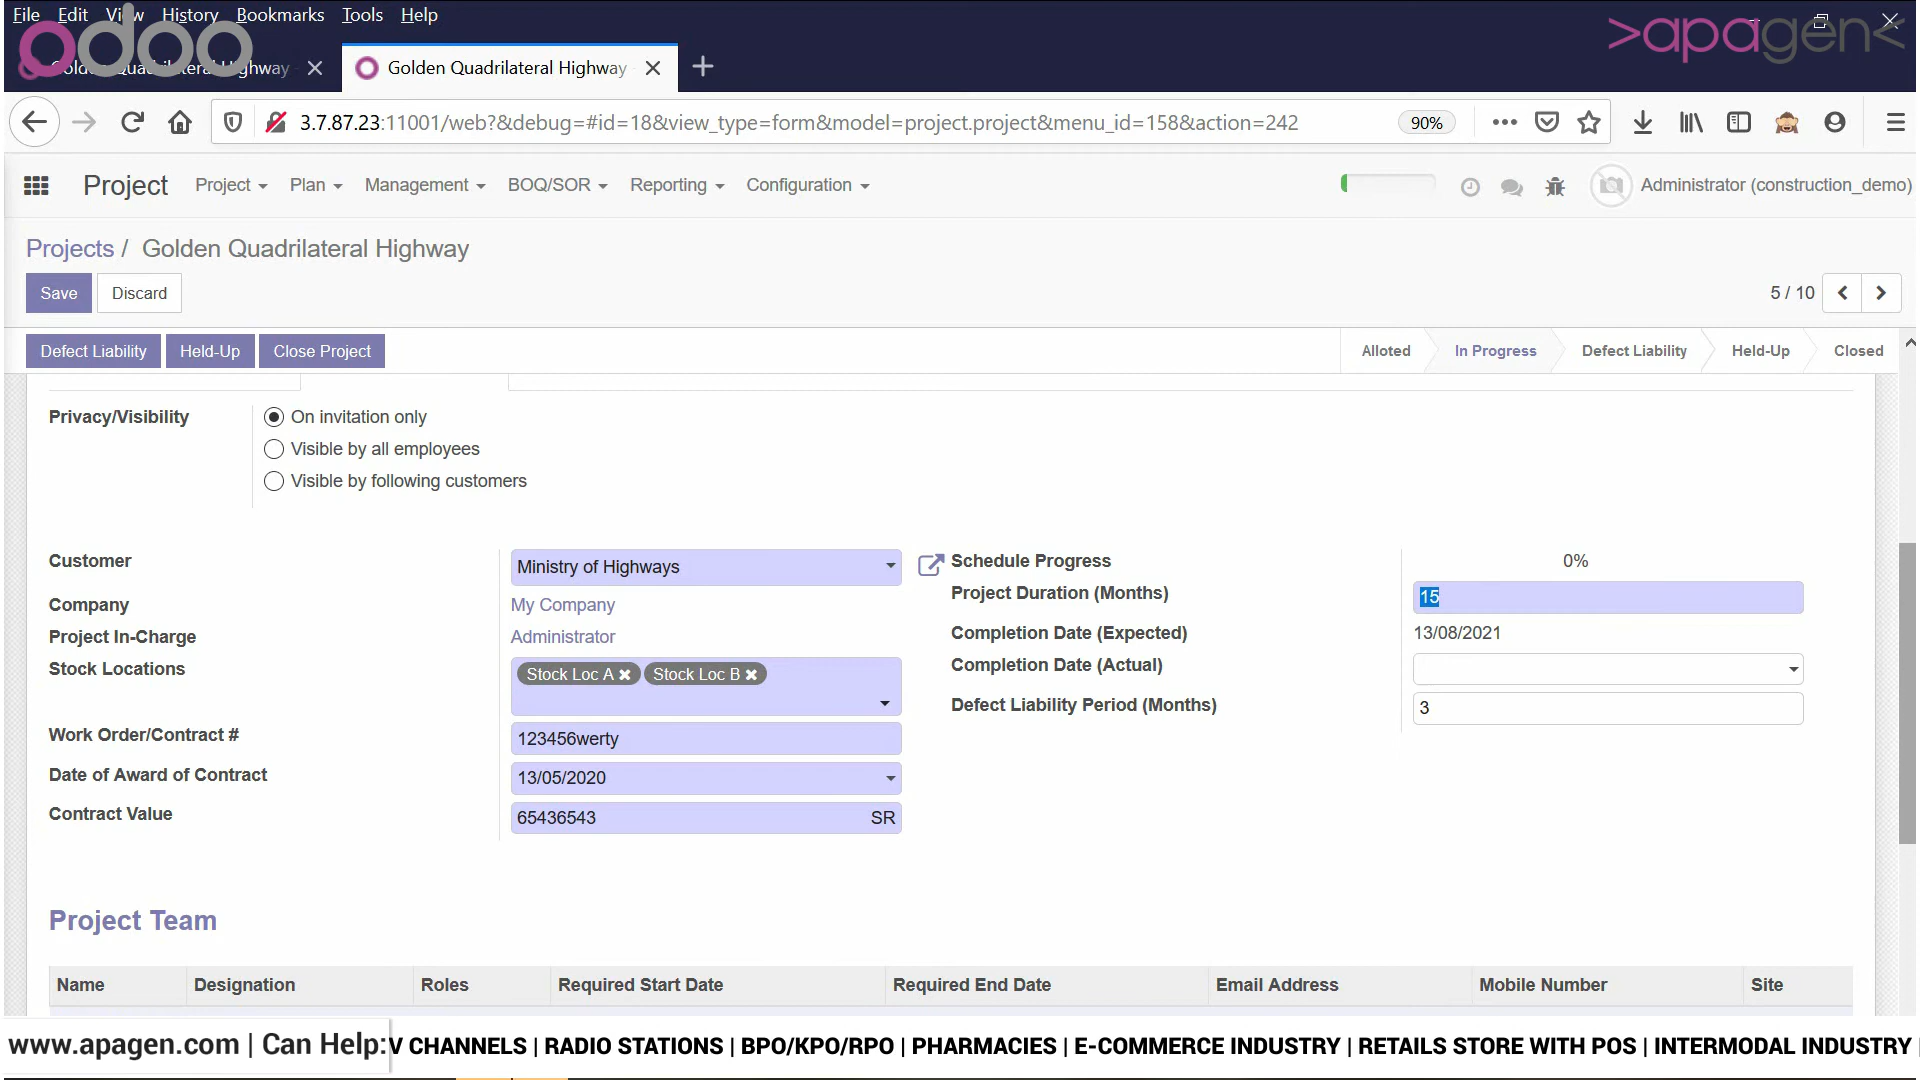 File Edit View History Bookmarks Tools Help
odoo
>apagen<
Golden Quadrilateral Highway
Golden Quadrilateral Highway
3.7.87.23:11001/web?&debug=#id=18&view_type=form&model=project.project&menu_id=158&action=242
90%
Project Project Plan Management BOQ/SOR Reporting Configuration
Administrator (construction_demo)
Projects / Golden Quadrilateral Highway
Save Discard
5 / 10
Defect Liability Held-Up Close Project
Alloted In Progress Defect Liability Held-Up Closed
Privacy/Visibility
On invitation only
Visible by all employees
Visible by following customers
Customer Ministry of Highways
Company My Company
Project In-Charge Administrator
Stock Locations Stock Loc A Stock Loc B
Work Order/Contract # 123456werty
Date of Award of Contract 13/05/2020
Contract Value 65436543 SR
Schedule Progress 0%
Project Duration (Months) 15
Completion Date (Expected) 13/08/2021
Completion Date (Actual)
Defect Liability Period (Months) 3
Project Team
Name Designation Roles Required Start Date Required End Date Email Address Mobile Number Site
www.apagen.com | Can Help:
V CHANNELS | RADIO STATIONS | BPO/KPO/RPO | PHARMACIES | E-COMMERCE INDUSTRY | RETAILS STORE WITH POS | INTERMODAL INDUSTRY |